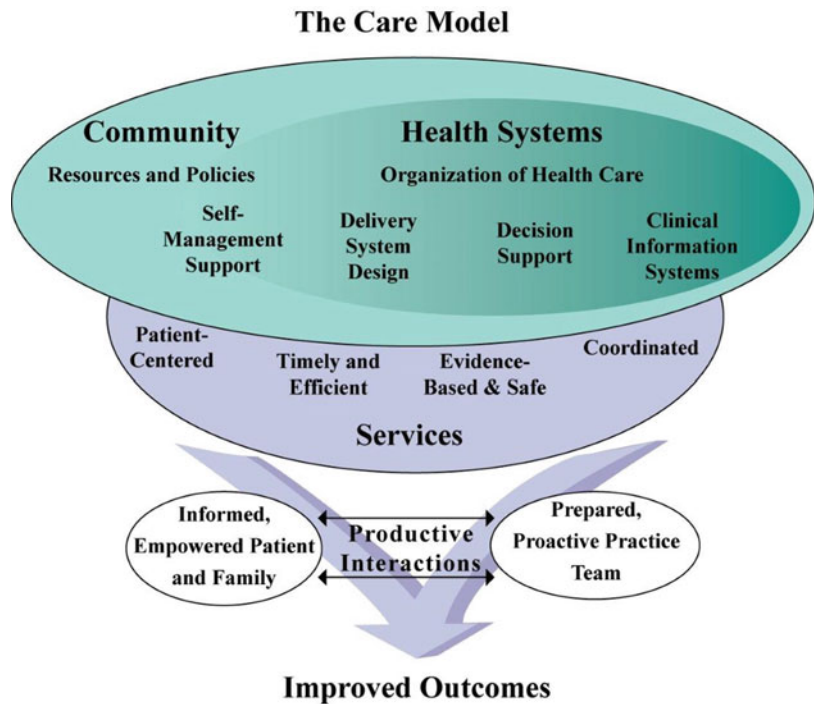 The Care Model
Community
Health Systems
Resources and Policies
Organization of Health Care
Self-
Management
Support
Delivery
System
Design
Decision
Support
Clinical
Information
Systems
Patient-
Centered
Timely and
Efficient
Evidence-
Based & Safe
Coordinated
Services
Informed,
Empowered Patient
and Family
Productive
Interactions
Prepared,
Proactive Practice
Team
Improved Outcomes